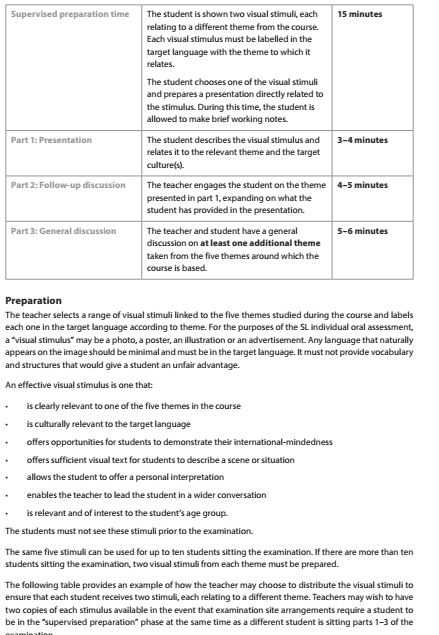 Supervised preparation time
The student is shown two visual stimuli, each
relating to a different theme from the course.
Each visual stimulus must be labelled in the
target language with the theme to which it
relates.
The student chooses one of the visual stimuli
and prepares a presentation directly related to
the stimulus. During this time, the student is
allowed to make brief working notes.
15 minutes
Part 1: Presentation
The student describes the visual stimulus and
relates it to the relevant theme and the target
culture(s).
3–4 minutes
Part 2: Follow-up discussion
The teacher engages the student on the theme
presented in part 1, expanding on what the
student has provided in the presentation.
4–5 minutes
Part 3: General discussion
The teacher and student have a general
discussion on at least one additional theme
taken from the five themes around which the
course is based.
5–6 minutes
Preparation
The teacher selects a range of visual stimuli linked to the five themes studied during the course and labels
each one in the target language according to theme. For the purposes of the SL individual oral assessment,
a “visual stimulus” may be a photo, a poster, an illustration or an advertisement. Any language that naturally
appears on the image should be minimal and must be in the target language. It must not provide vocabulary
and structures that would give a student an unfair advantage.
An effective visual stimulus is one that:
• is clearly relevant to one of the five themes in the course
• is culturally relevant to the target language
• offers opportunities for students to demonstrate their international-mindedness
• offers sufficient visual text for students to describe a scene or situation
• allows the student to offer a personal interpretation
• enables the teacher to lead the student in a wider conversation
• is relevant and of interest to the student’s age group.
The students must not see these stimuli prior to the examination.
The same five stimuli can be used for up to ten students sitting the examination. If there are more than ten
students sitting the examination, two visual stimuli from each theme must be prepared.
The following table provides an example of how the teacher may choose to distribute the visual stimuli to
ensure that each student receives two stimuli, each relating to a different theme. Teachers may wish to have
two copies of each stimulus available in the event that examination site arrangements require a student to
be in the “supervised preparation” phase at the same time as a different student is sitting parts 1–3 of the
examination.